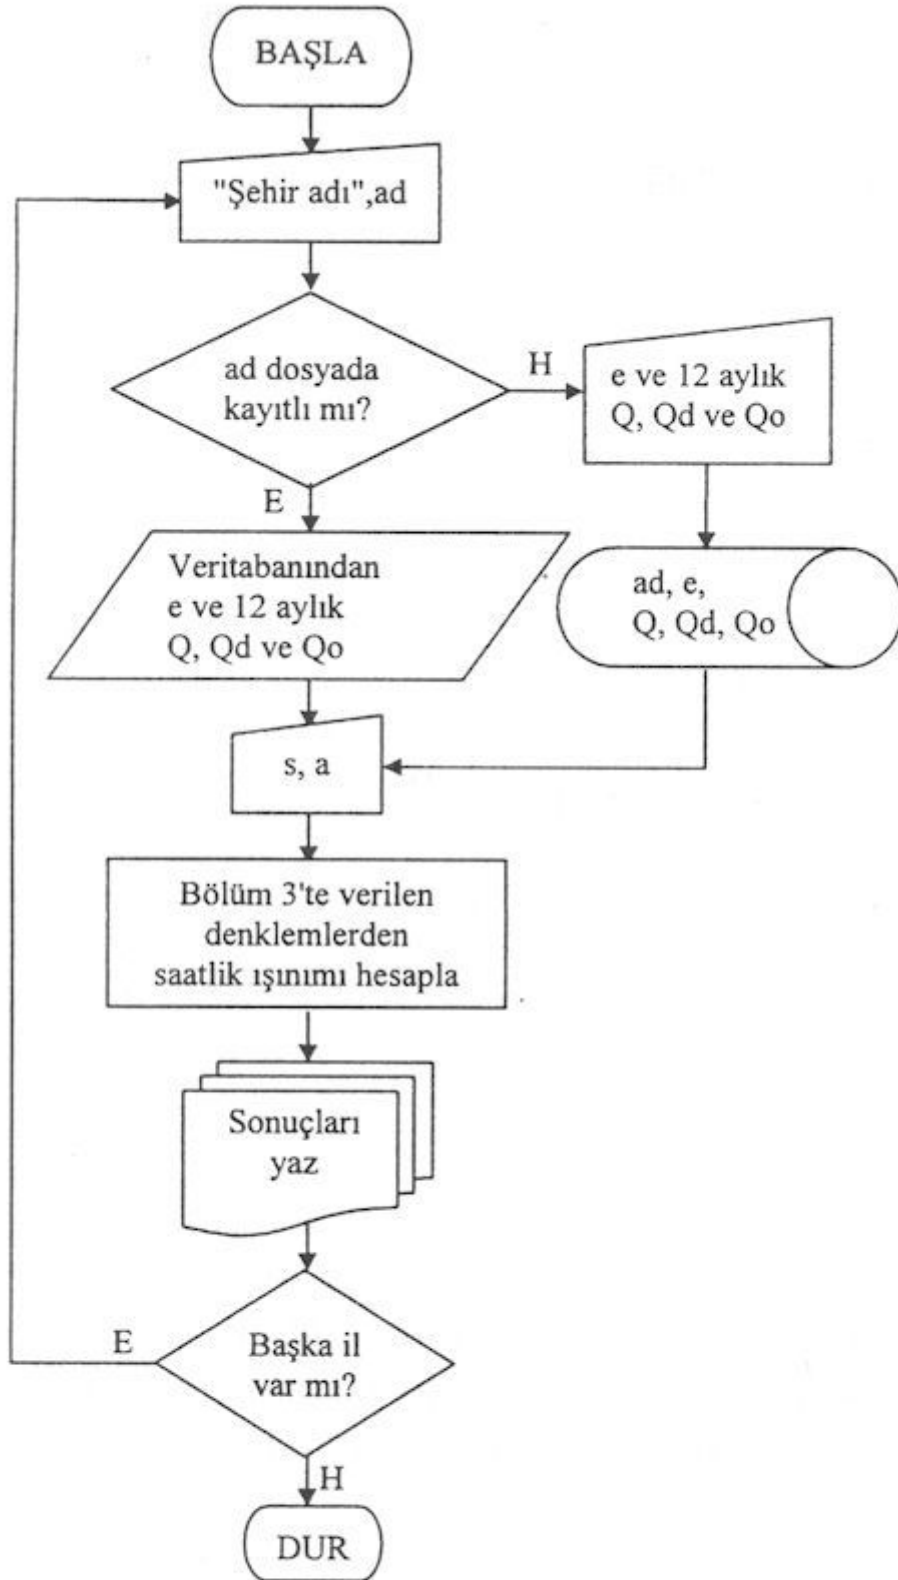 BAŞLA
"Şehir adı",ad
ad dosyada
kayıtlı mı?
H
e ve 12 aylık
Q, Qd ve Qo
E
Veritabanından
e ve 12 aylık
Q, Qd ve Qo
ad, e,
Q, Qd, Qo
s, a
Bölüm 3'te verilen
denklemlerden
saatlik ışınımı hesapla
Sonuçları
yaz
E
Başka il
var mı?
H
DUR